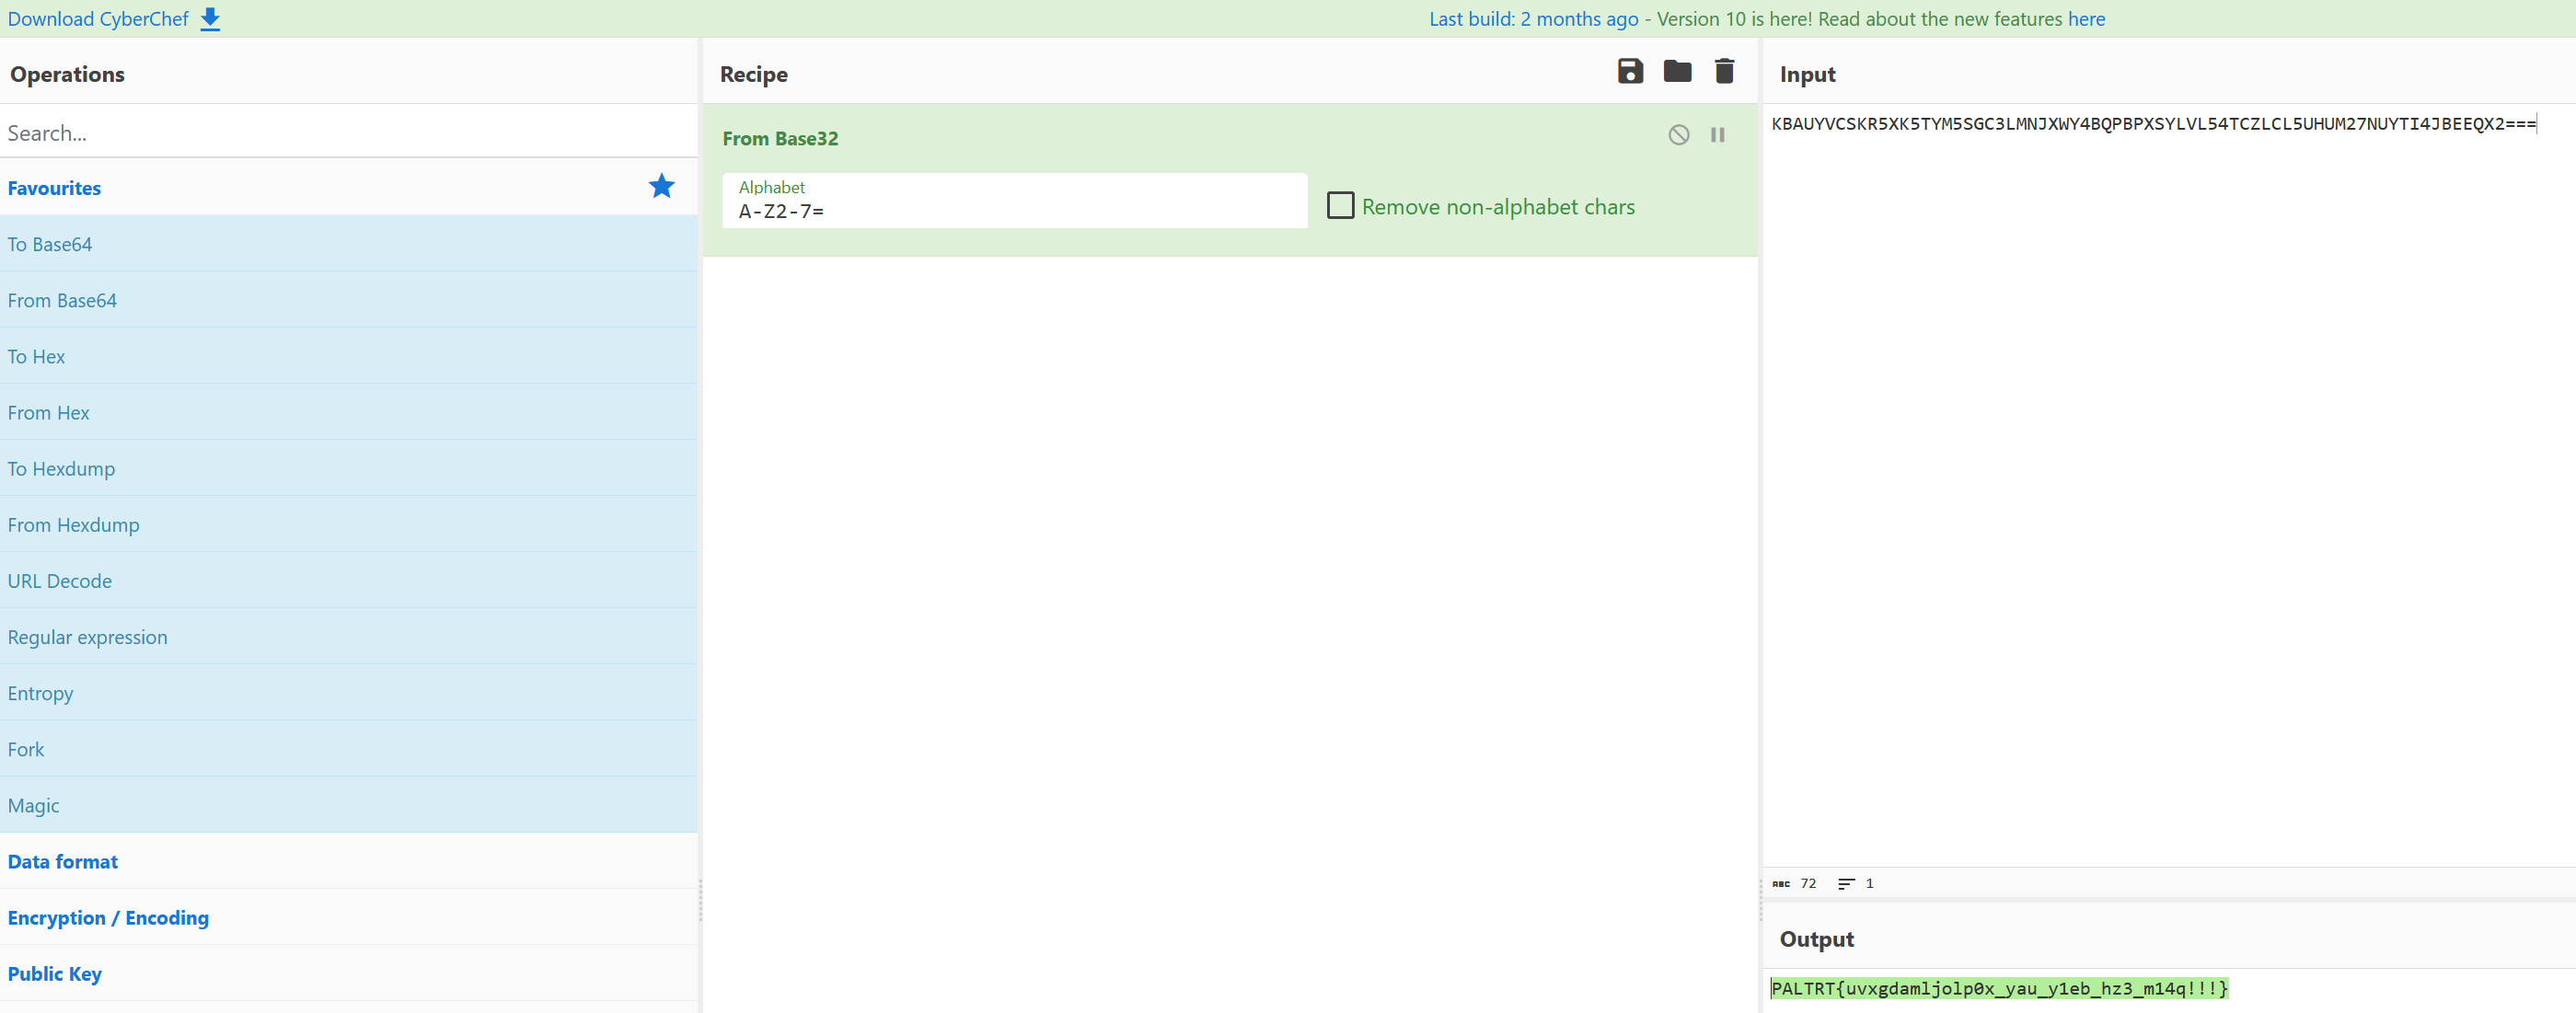 Download CyberChef
Last build: 2 months ago - Version 10 is here! Read about the new features here
Operations
Search...
Favourites
To Base64
From Base64
To Hex
From Hex
To Hexdump
From Hexdump
URL Decode
Regular expression
Entropy
Fork
Magic
Data format
Encryption / Encoding
Public Key
Recipe
From Base32
Alphabet
A-Z2-7=
Remove non-alphabet chars
Input
KBAUYVCSKR5XK5TYM5SGC3LMNJXWY4BQPBPXSYLVL54TCZLCL5UHUM27NUYTI4JBEEQX2===
ABC 72
1
Output
PALTRT{uvxgdamljolp0x_yau_y1eb_hz3_m14q!!!}